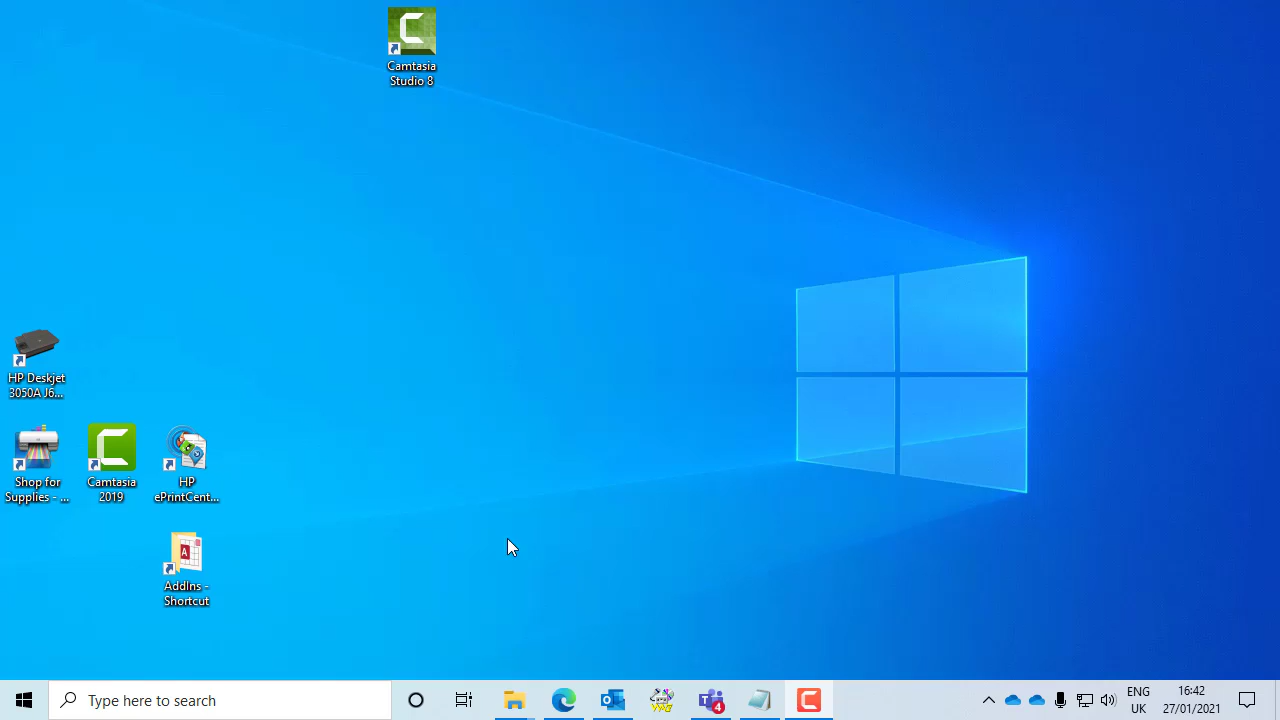 Camtasia
Studio 8
HP Deskjet
3050A J6...
Shop for
Supplies - ...
Camtasia
2019
HP
ePrintCent...
AddIns -
Shortcut
Type here to search
4
ENG
UK
16:42
27/01/2021